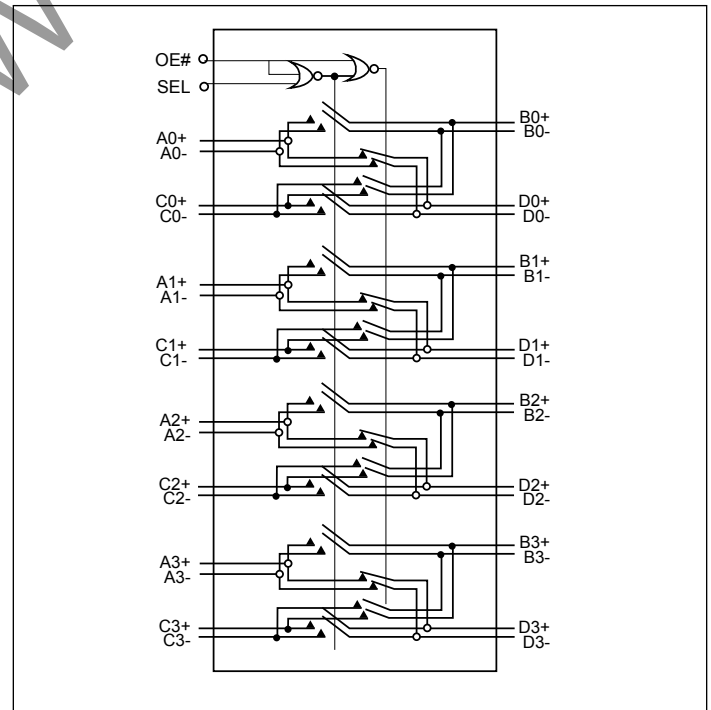 OE#
SEL
A0+
A0-
B0+
B0-
C0+
C0-
D0+
D0-
A1+
A1-
B1+
B1-
C1+
C1-
D1+
D1-
A2+
A2-
B2+
B2-
C2+
C2-
D2+
D2-
A3+
A3-
B3+
B3-
C3+
C3-
D3+
D3-